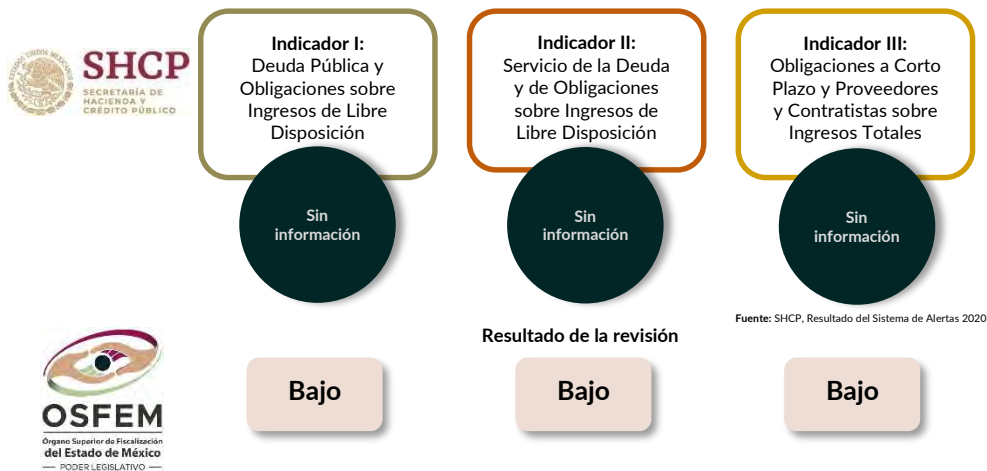 SHCP
SECRETARÍA DE
HACIENDA Y
CRÉDITO PÚBLICO
Indicador I:
Deuda Pública y
Obligaciones sobre
Ingresos de Libre
Disposición
Sin
información
Indicador II:
Servicio de la Deuda
y de Obligaciones
sobre Ingresos de
Libre Disposición
Sin
información
Indicador III:
Obligaciones a Corto
Plazo y Proveedores
y Contratistas sobre
Ingresos Totales
Sin
información
Fuente: SHCP, Resultado del Sistema de Alertas 2020
Resultado de la revisión
OSFEM
Órgano Superior de Fiscalización
del Estado de México
PODER LEGISLATIVO
Bajo
Bajo
Bajo